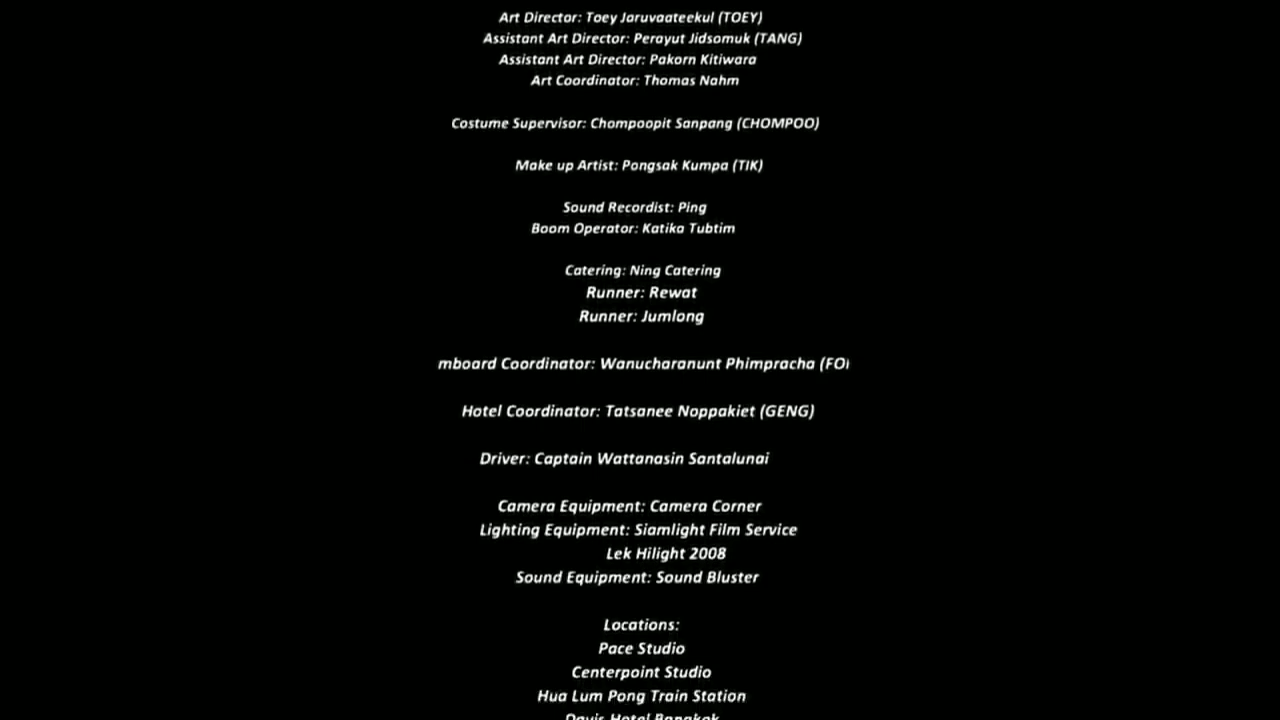 Art Director: Toey Jaruvaateekul (TOEY)
Assistant Art Director: Perayut Jidsomuk (TANG)
Assistant Art Director: Pakorn Kitiwara
Art Coordinator: Thomas Nahm
Costume Supervisor: Chompoopit Sanpang (CHOMPOO)
Make up Artist: Pongsak Kumpa (TIK)
Sound Recordist: Ping
Boom Operator: Katika Tubtim
Catering: Ning Catering
Runner: Rewat
Runner: Jumlong
mboard Coordinator: Wanucharanunt Phimpracha
Hotel Coordinator: Tatsanee Noppakiet (GENG)
Driver: Captain Wattanasin Santalunai
Camera Equipment: Camera Corner
Lighting Equipment: Siamlight Film Service
Lek Hilight 2008
Sound Equipment: Sound Bluster
Locations:
Pace Studio
Centerpoint Studio
Hua Lum Pong Train Station
Davis Hotel Bangkok